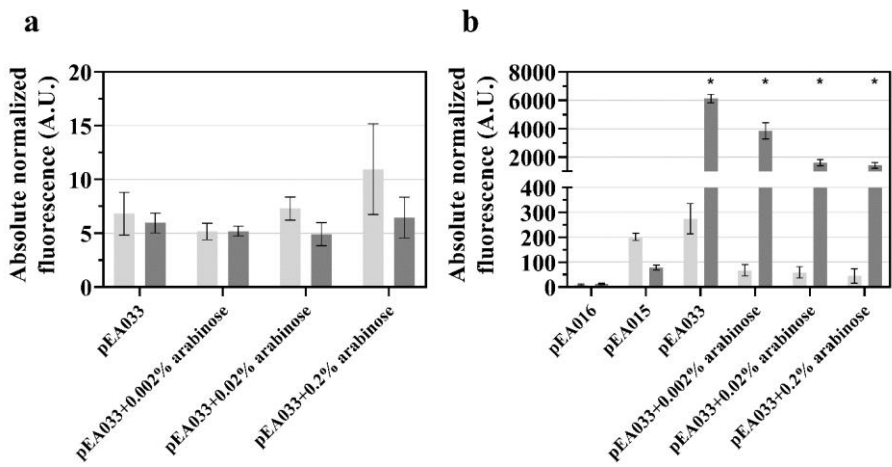 a
Absolute normalized
fluorescence (A.U.)
20
15
10
5
0
pEA033
pEA033+0.002% arabinose
pEA033+0.02% arabinose
pEA033+0.2% arabinose
b
Absolute normalized
fluorescence (A.U.)
8000
6000
4000
2000
400
300
200
100
0
* * * *
pEA016
pEA015
pEA033
pEA033+0.002% arabinose
pEA033+0.02% arabinose
pEA033+0.2% arabinose